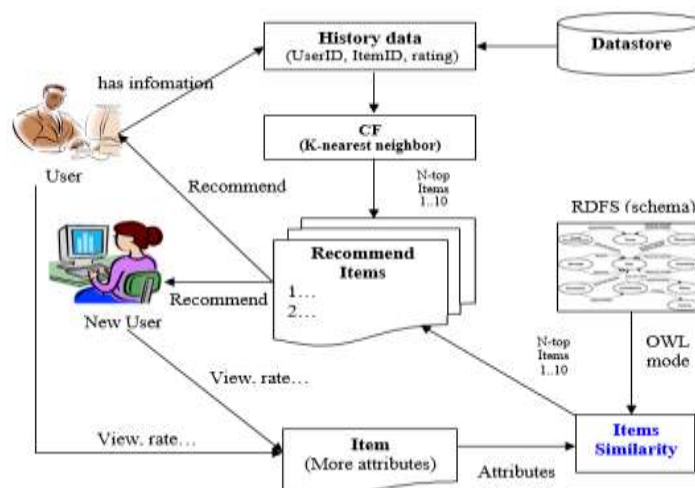 History data
(UserID, ItemID, rating)
Datastore
has infomation
CF
(K-nearest neighbor)
User
Recommend
N-top
Items
1..10
RDFS (schema)
Recommend
Items
1…
2…
Recommend
New User
N-top
Items
1..10
OWL
mode
View, rate…
View, rate…
Item
(More attributes)
Attributes
Items
Similarity